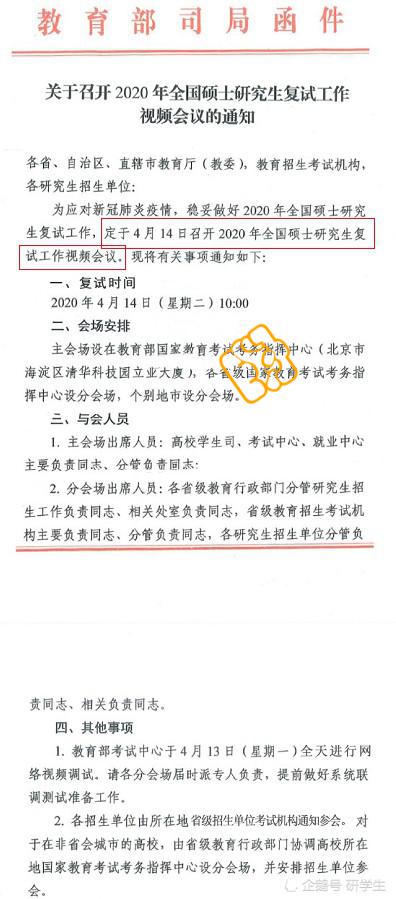 教育部司局函件
关于召开2020年全国硕士研究生复试工作
视频会议的通知
各省、自治区、直辖市教育厅（教委），教育招生考试机构，
各研究生招生单位：
为应对新冠肺炎疫情，稳妥做好2020年全国硕士研究
生复试工作，定于4月14日召开2020年全国硕士研究生复
试工作视频会议。现将有关事项通知如下：
一、复试时间
2020年4月14日（星期二）10:00
二、会场安排
主会场设在教育部国家教育考试考务指挥中心（北京市
海淀区清华科技园立业大厦），各省级国家教育考试考务指
挥中心设分会场，个别地市设分会场。
三、与会人员
1. 主会场出席人员：高校学生司、考试中心、就业中心
主要负责同志、分管负责同志；
2. 分会场出席人员：各省级教育行政部门分管研究生招
生工作负责同志、相关处室负责同志，省级教育招生考试机
构主要负责同志、分管负责同志，各研究生招生单位分管负
责同志、相关负责同志。
四、其他事项
1. 教育部考试中心于4月13日（星期一）全天进行网
络视频调试。请各分会场届时派专人负责，提前做好系统联
调测试准备工作。
2. 各招生单位由所在地省级招生单位考试机构通知参会。对
于在非省会城市的高校，由省级教育行政部门协调高校所在
地国家教育考试考务指挥中心设分会场，并安排招生单位参
会。
企鹅号 研学生